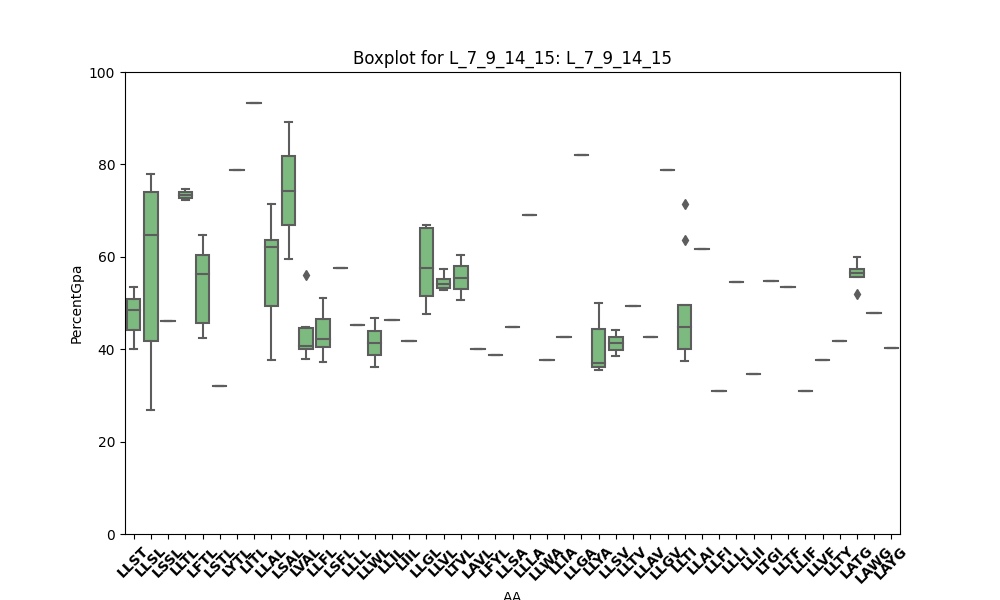 Boxplot for L_7_9_14_15: L_7_9_14_15
PercentGpa
100
80
60
40
20
0
LLST LLSL LSSL LLTL LFTL LSTL LYTL LITL LLAL LSAL LVAL LLFL LSFL LLLL LLWL LLIL LIIL LLGL LLVL LTVL LAVL LFYL LLSA LLLA LLWA LLIA LLGA LLYA LLSV LLTV LLAV LLGV LLTI LLAI LLFI LLLI LLII LTGI LLTF LLIF LLVF LLTY LATG LAWG LAYG
AA